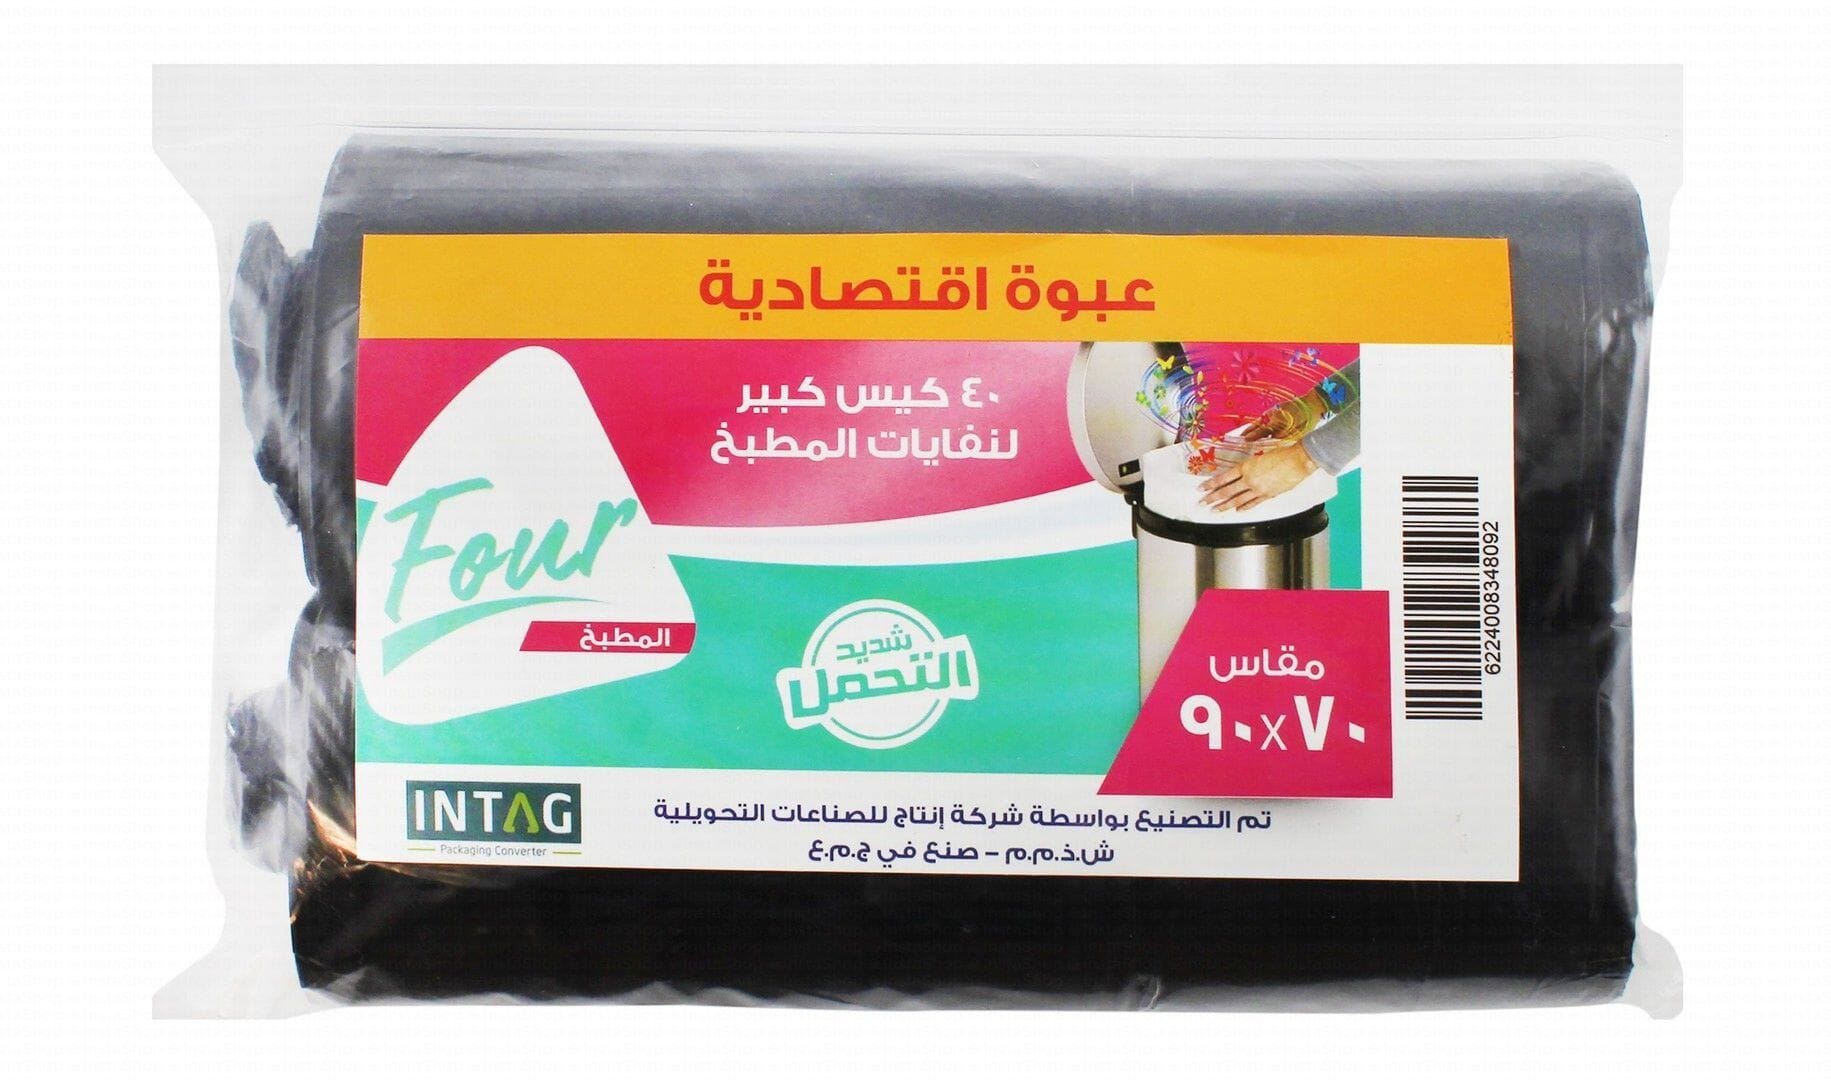 عبوة اقتصادية
٤٠ كيس كبير
لنفايات المطبخ
Four
المطبخ
شديد
التحمل
مقاس
٧٠x٩٠
6224008348092
INTAG
Packaging Converter
تم التصنيع بواسطة شركة إنتاج للصناعات التحويلية
ش.ذ.م.م - صنع في ج.م.ع